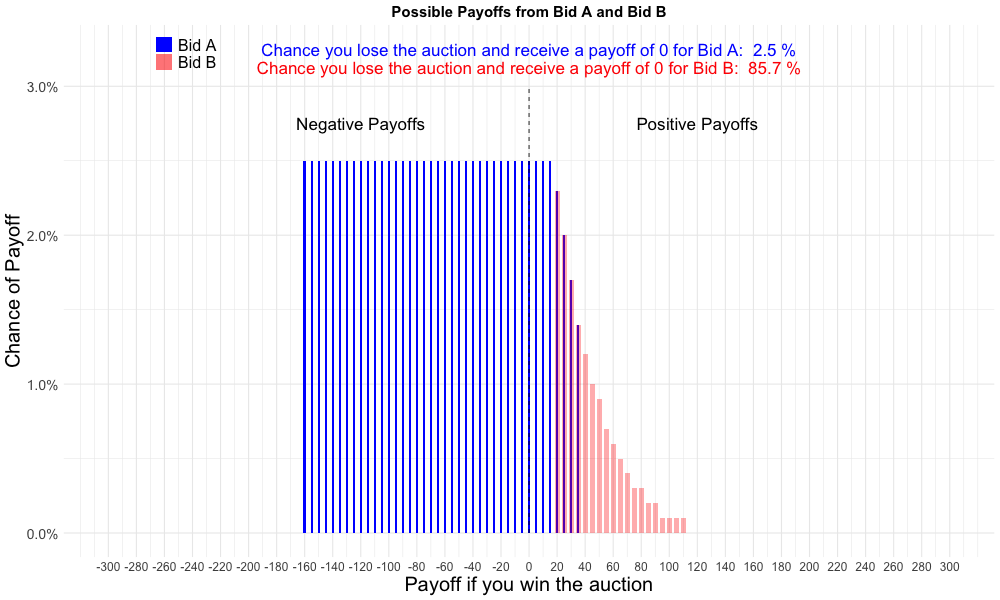 Possible Payoffs from Bid A and Bid B
Bid A
Bid B
Chance you lose the auction and receive a payoff of 0 for Bid A:  2.5 %
Chance you lose the auction and receive a payoff of 0 for Bid B:  85.7 %
Negative Payoffs
Positive Payoffs
Chance of Payoff
3.0%
2.0%
1.0%
0.0%
-300 -280 -260 -240 -220 -200 -180 -160 -140 -120 -100 -80 -60 -40 -20 0 20 40 60 80 100 120 140 160 180 200 220 240 260 280 300
Payoff if you win the auction